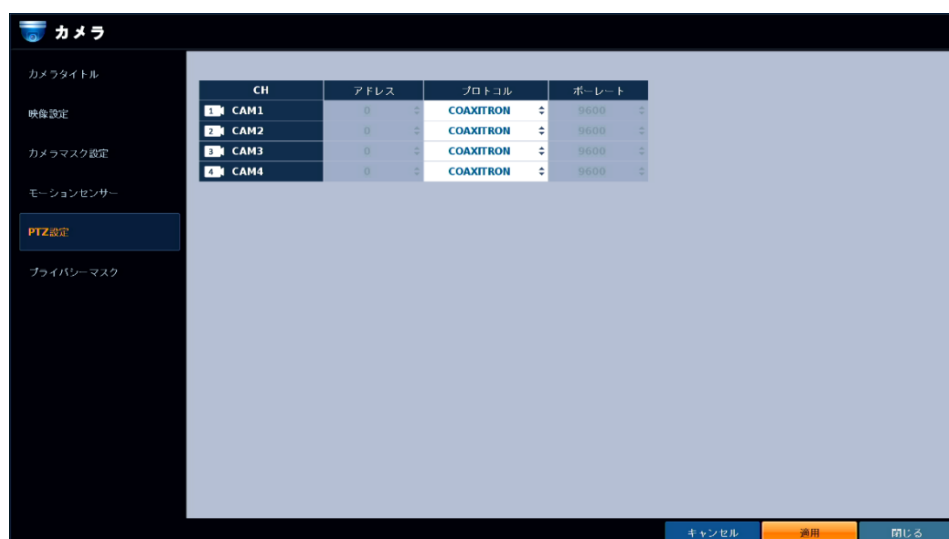 カメラ
カメラタイトル
映像設定
カメラマスク設定
モーションセンサー
PTZ設定
プライバシーマスク
CH アドレス プロトコル ボーレート
1 CAM1 0 COAXITRON 9600
2 CAM2 0 COAXITRON 9600
3 CAM3 0 COAXITRON 9600
4 CAM4 0 COAXITRON 9600
キャンセル 適用 閉じる